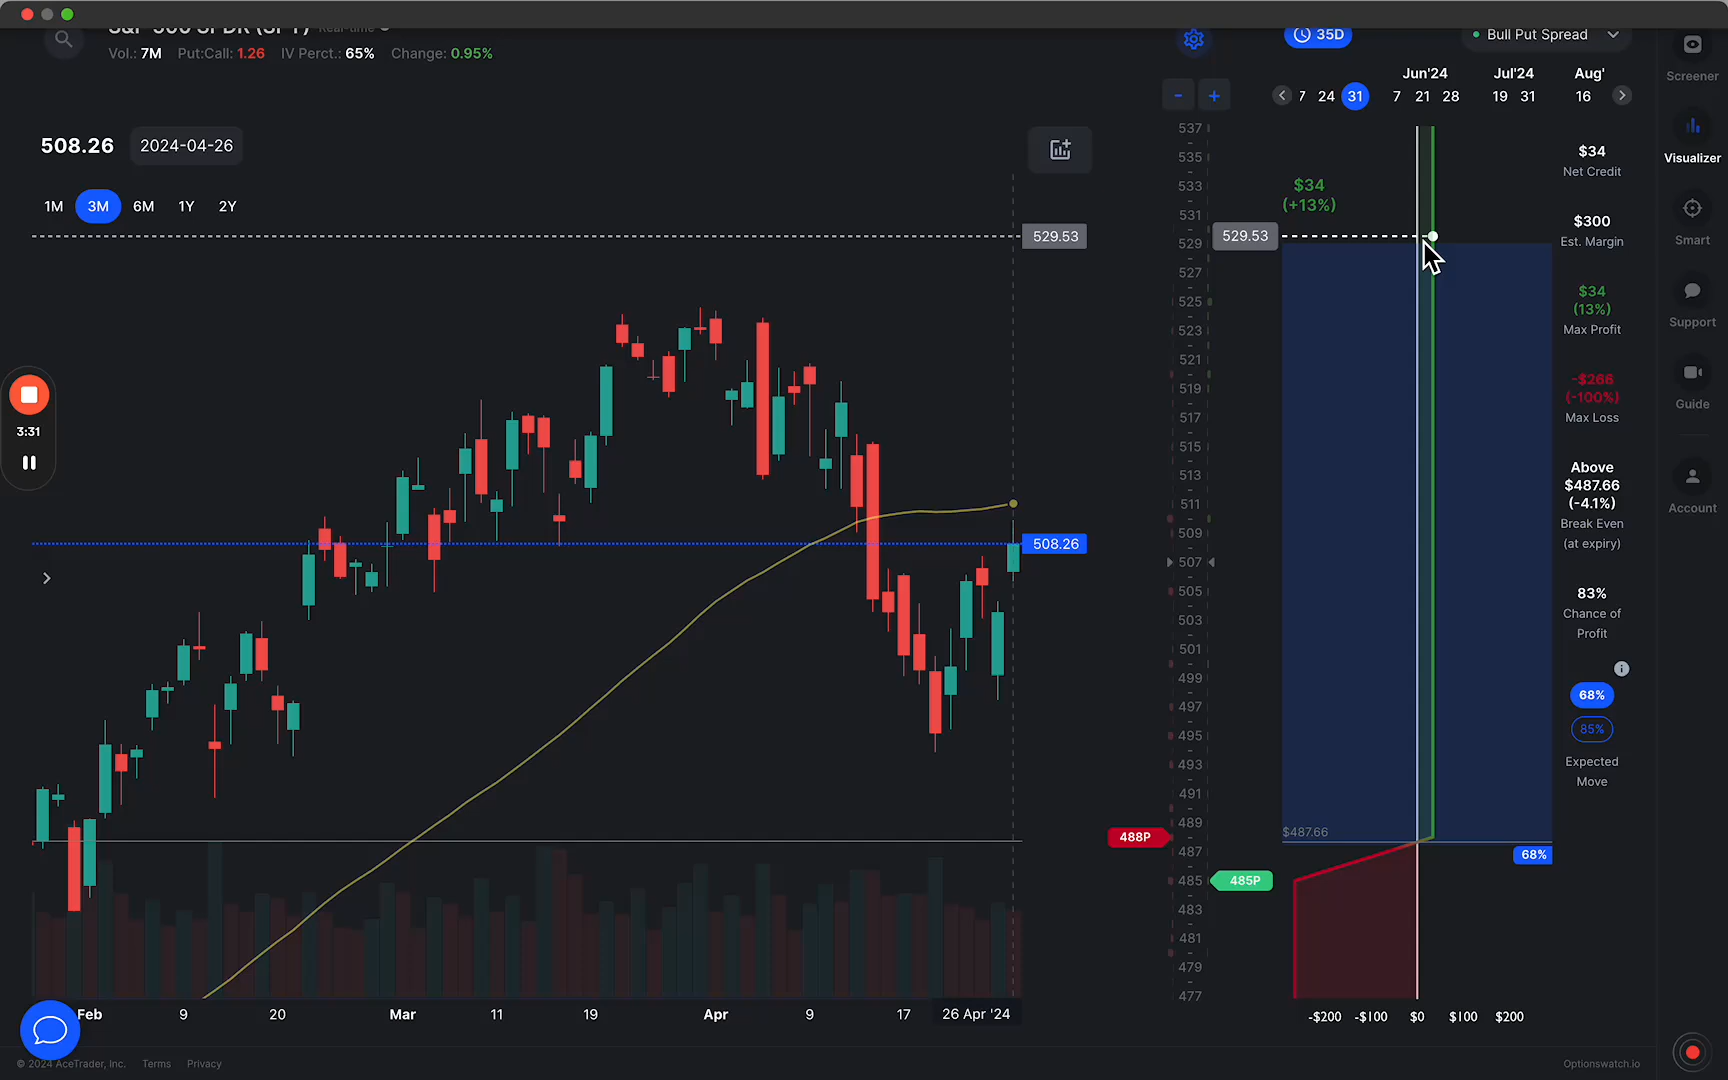 S&P 500 SPDR (SPY) Real-time
Vol.: 7M Put:Call: 1.26 IV Perct.: 65% Change: 0.95%
35D
Bull Put Spread
Screener
Jun'24 Jul'24 Aug'
- +
7 24 31 7 21 28 19 31 16
Visualizer
508.26 2024-04-26
1M 3M 6M 1Y 2Y
529.53
529.53
$34
(+13%)
537
535
533
531
529
527
525
523
521
519
517
515
513
511
509
507
505
503
501
499
497
495
493
491
489
487
485
483
481
479
477
$34
Net Credit
$300
Est. Margin
$34
(13%)
Max Profit
-$266
(-100%)
Max Loss
Above
$487.66
(-4.1%)
Break Even
(at expiry)
83%
Chance of
Profit
68%
85%
Expected
Move
Smart
Support
Guide
Account
3:31
508.26
488P
485P
$487.66
68%
Feb 9 20 Mar 11 19 Apr 9 17 26 Apr '24
-$200 -$100 $0 $100 $200
© 2024 AceTrader, Inc. Terms Privacy
Optionswatch.io